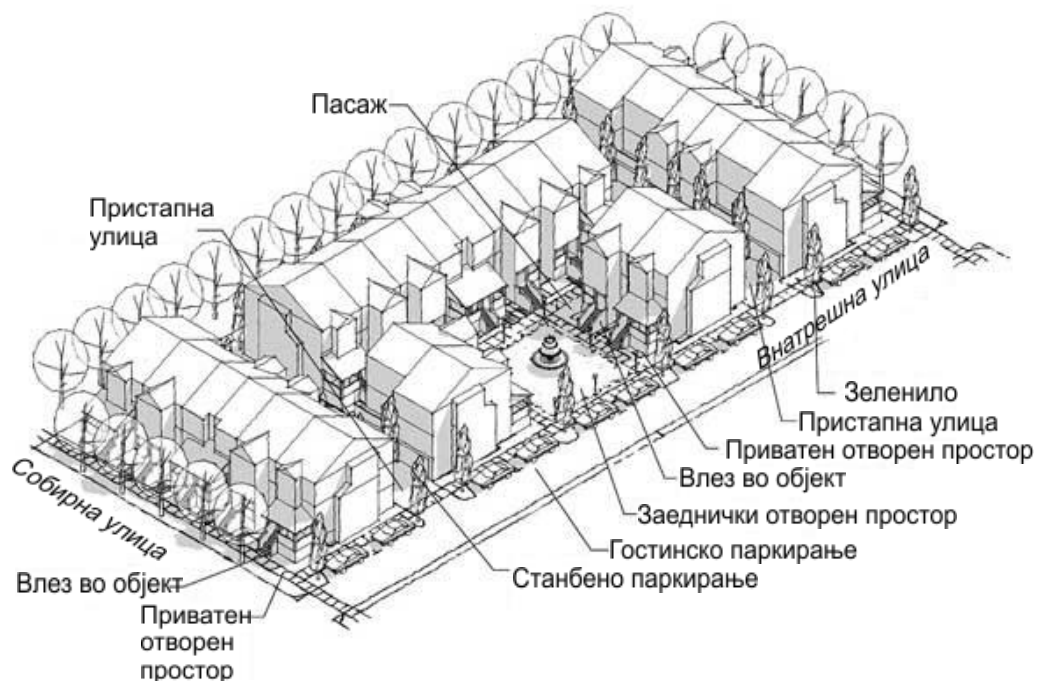 Пасаж
Пристапна
улица
Внатрешна улица
Зеленило
Пристапна улица
Приватен отворен простор
Влез во објект
Заеднички отворен простор
Гостинско паркирање
Станбено паркирање
Собирна улица
Влез во објект
Приватен
отворен
простор